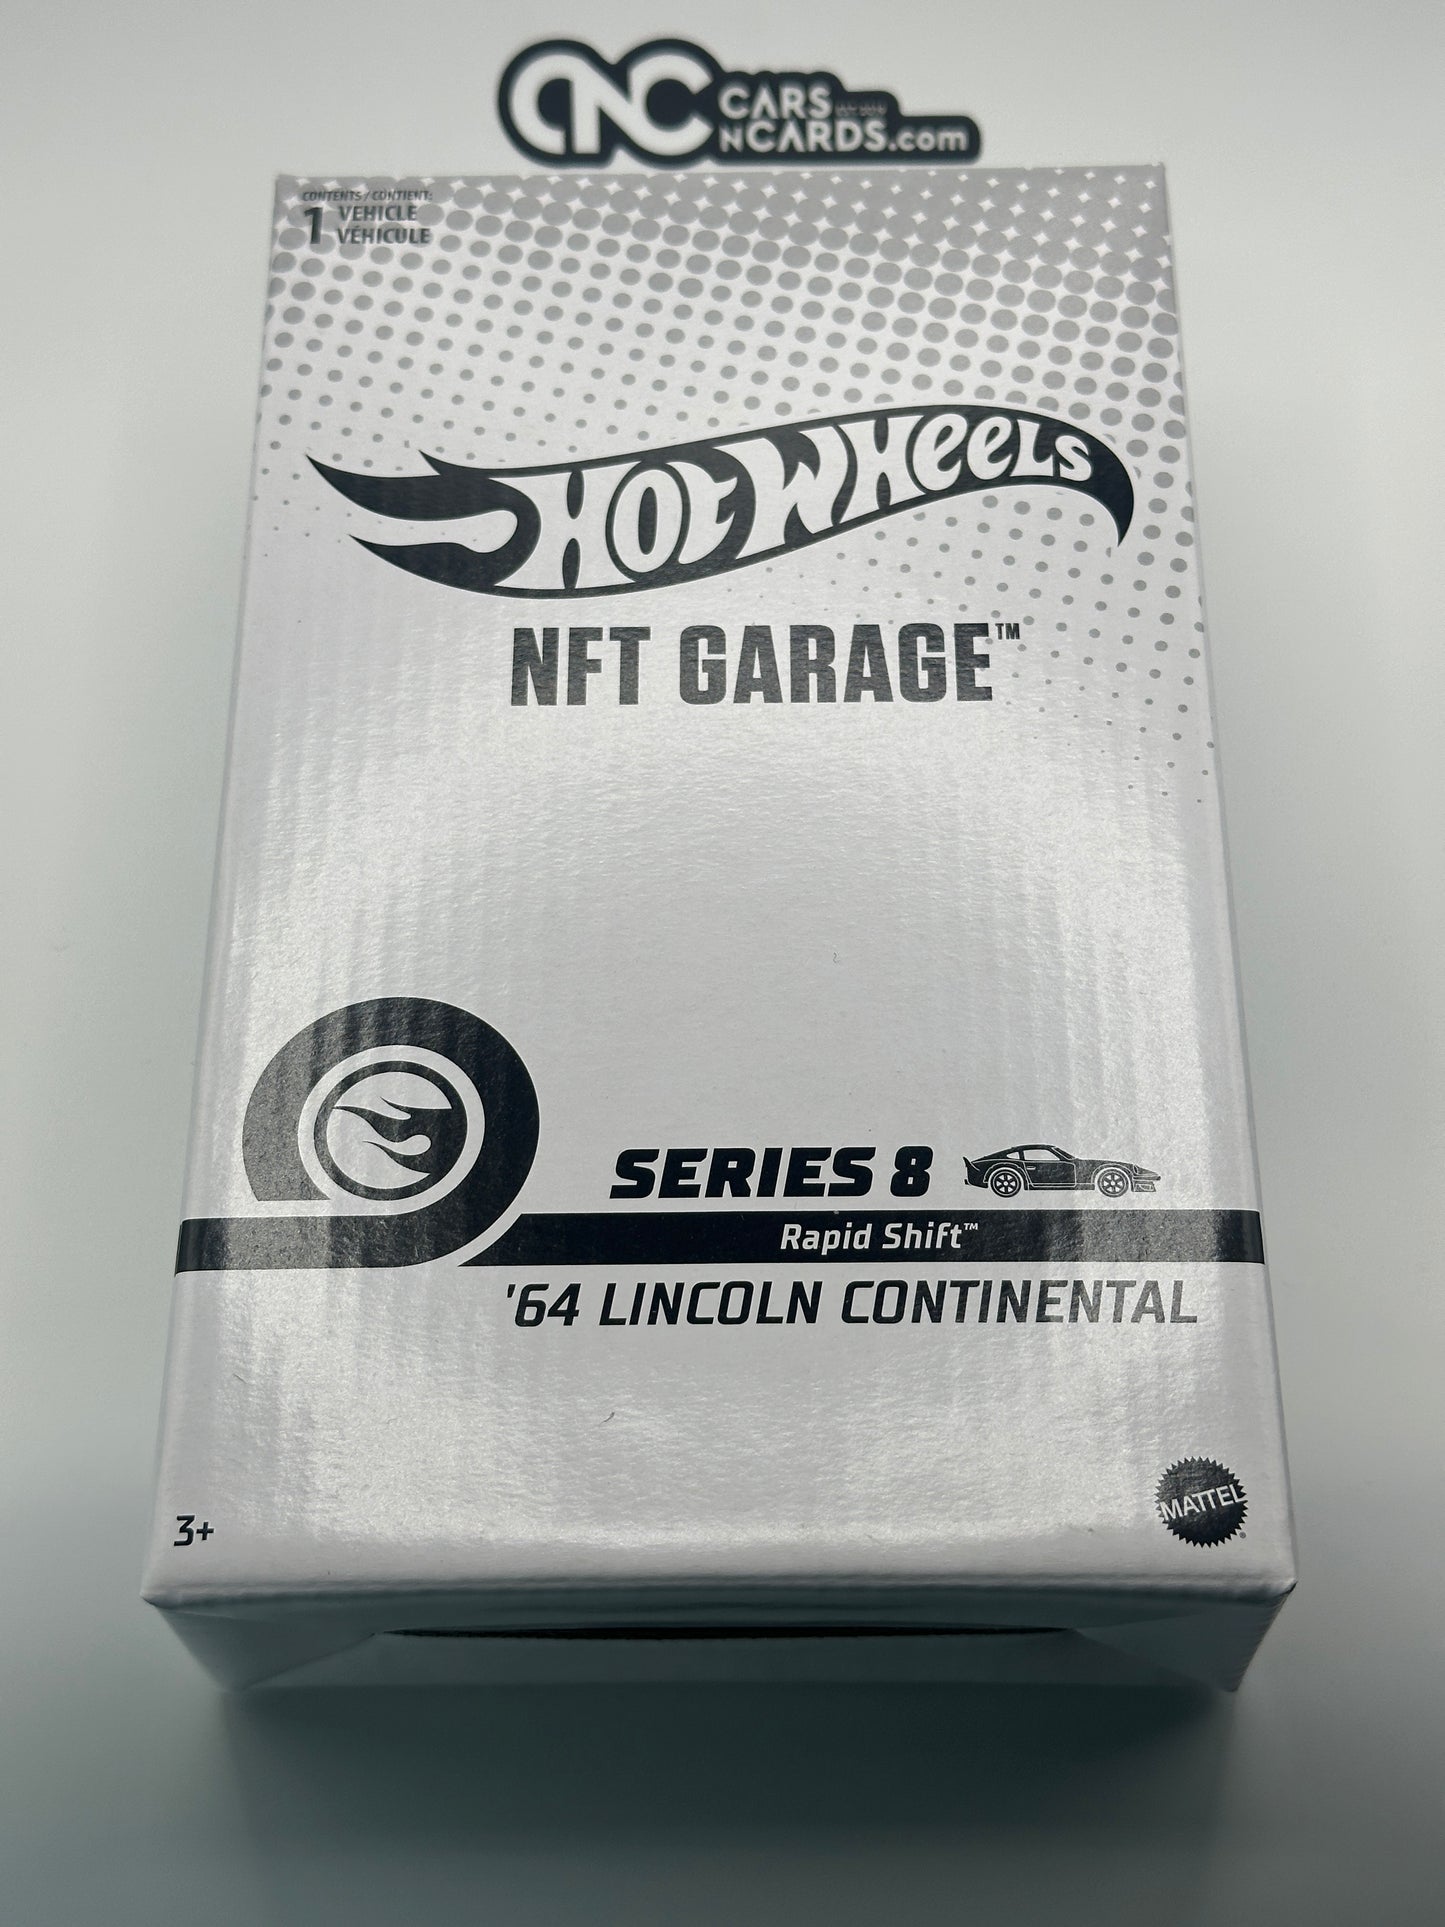 CNC CARS
NCARDS.com
CONTENTS / CONTIENT:
1 VEHICLE
VÉHICULE
HOT WHEELS
NFT GARAGE™
SERIES 8
Rapid Shift™
'64 LINCOLN CONTINENTAL
3+
MATTEL